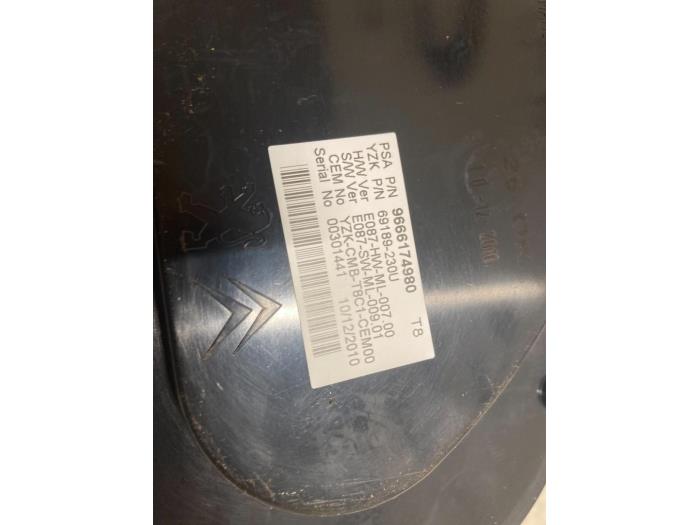 PSA P/N 9666174980 T8
YZK P/N 69189-230U
H/W Ver E087-HW-ML-007.00
S/W Ver E087-SW-ML-009.01
CEM No YZK-CMB-T8C1-CEM00
Serial No 00301441 10/12/2010